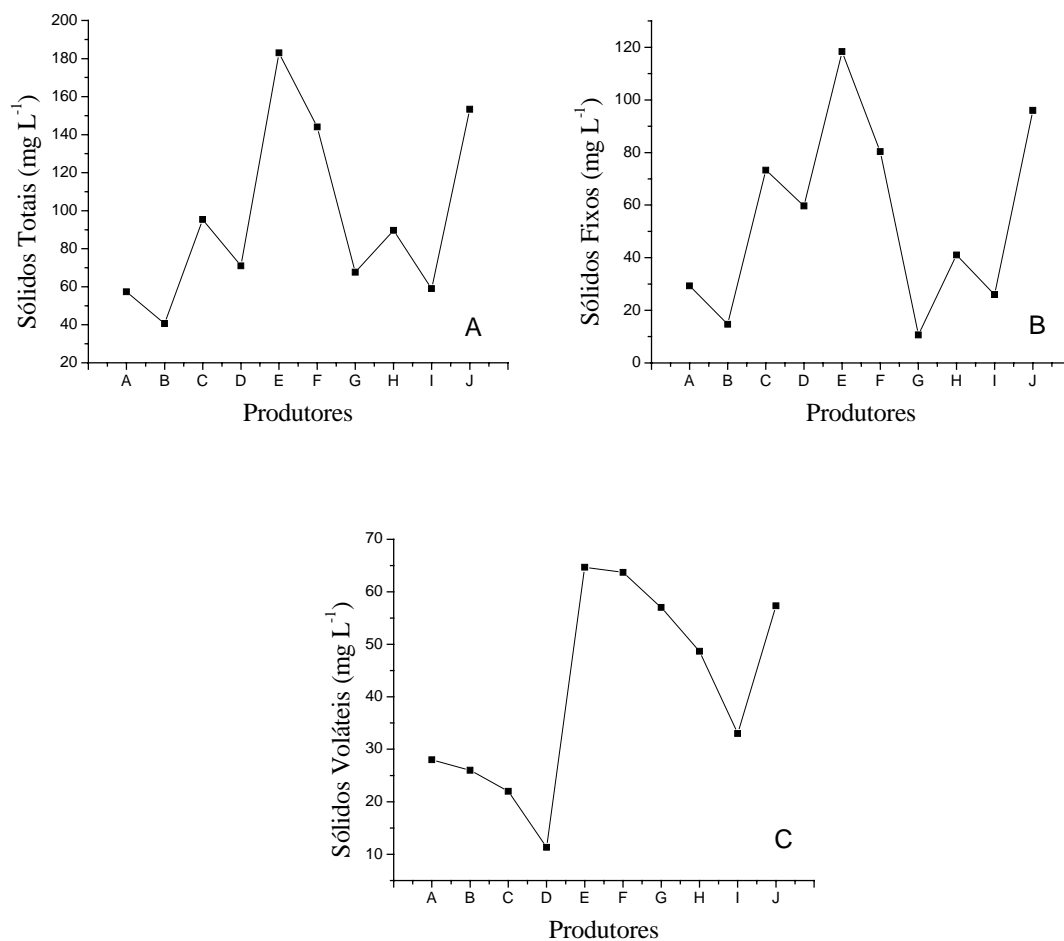 Sólidos Totais (mg L-1)
200
180
160
140
120
100
80
60
40
20
A B C D E F G H I J
Produtores
A
Sólidos Fixos (mg L-1)
120
100
80
60
40
20
0
A B C D E F G H I J
Produtores
B
Sólidos Voláteis (mg L-1)
70
60
50
40
30
20
10
A B C D E F G H I J
Produtores
C